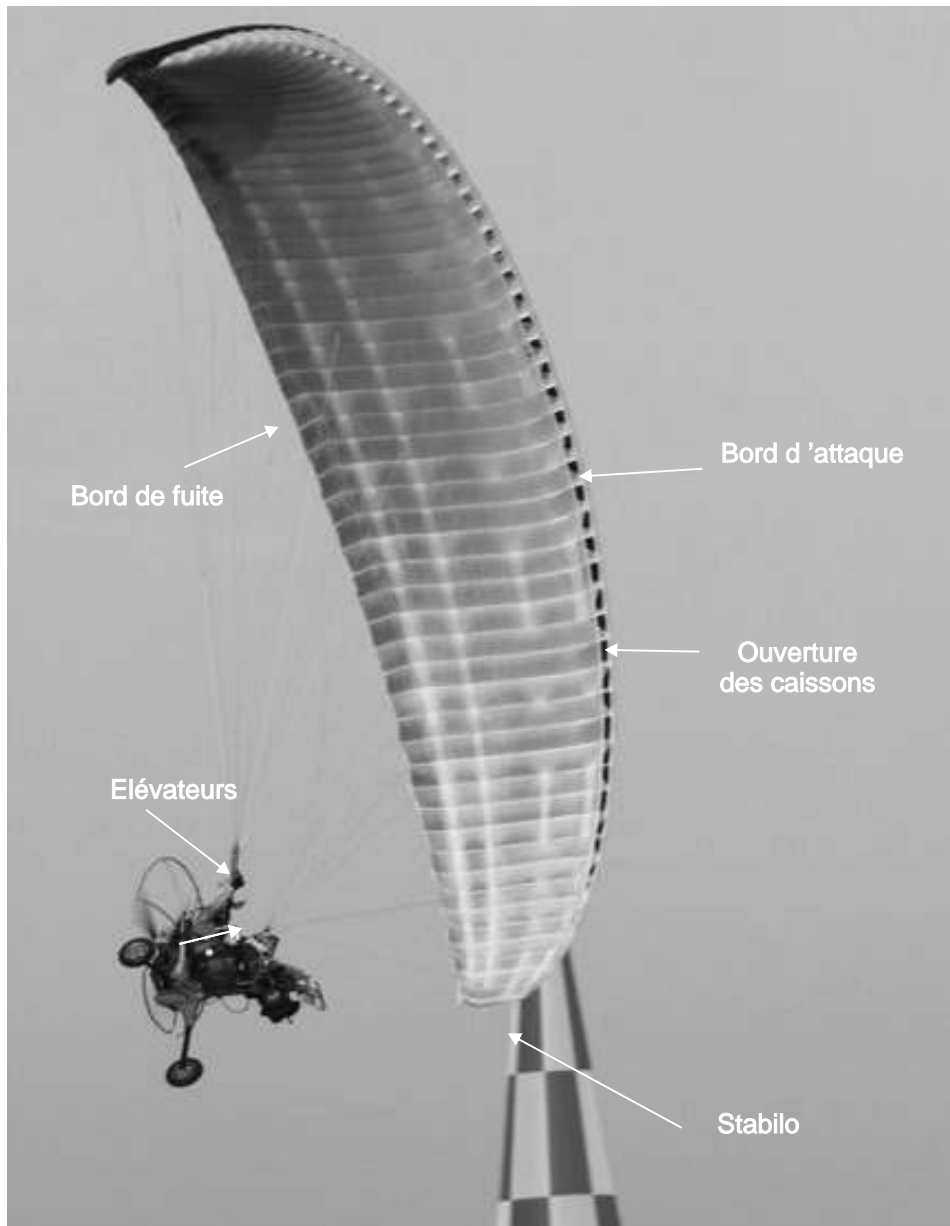 Bord d ’attaque
Bord de fuite
Ouverture
des caissons
Elévateurs
Stabilo